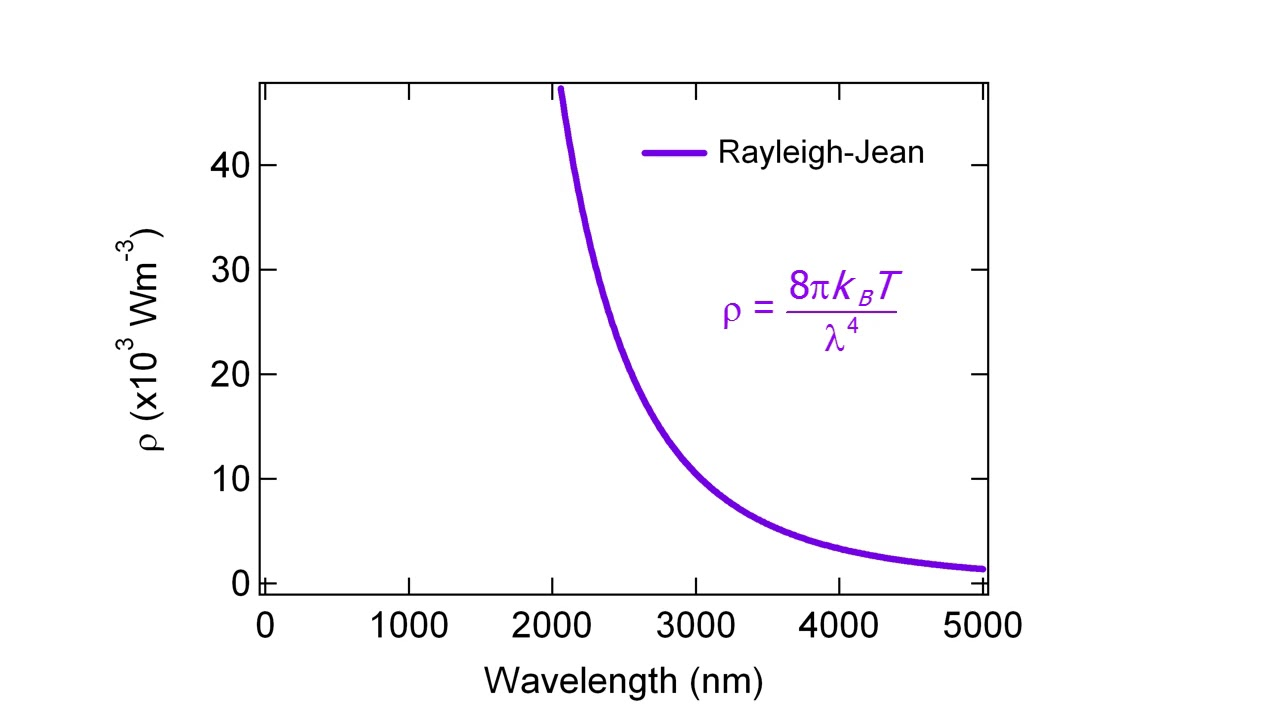 Rayleigh-Jean
ρ = 8πk_BT / λ⁴
ρ (x10³ Wm⁻³)
40
30
20
10
0
0 1000 2000 3000 4000 5000
Wavelength (nm)